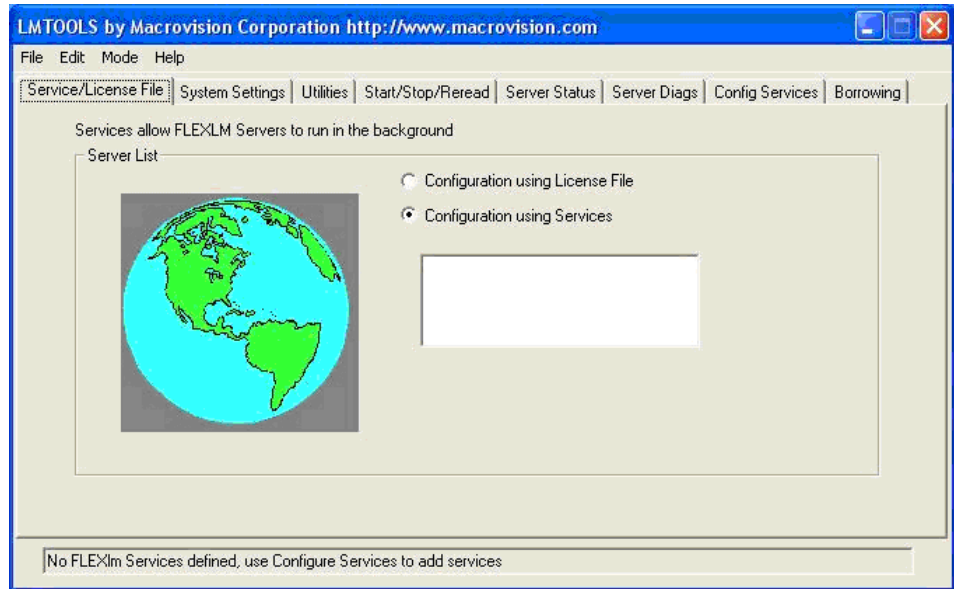 LMTOOLS by Macrovision Corporation http://www.macrovision.com
File Edit Mode Help
Service/License File System Settings Utilities Start/Stop/Reread Server Status Server Diags Config Services Borrowing
Services allow FLEXLM Servers to run in the background
Server List
Configuration using License File
Configuration using Services
No FLEXlm Services defined, use Configure Services to add services